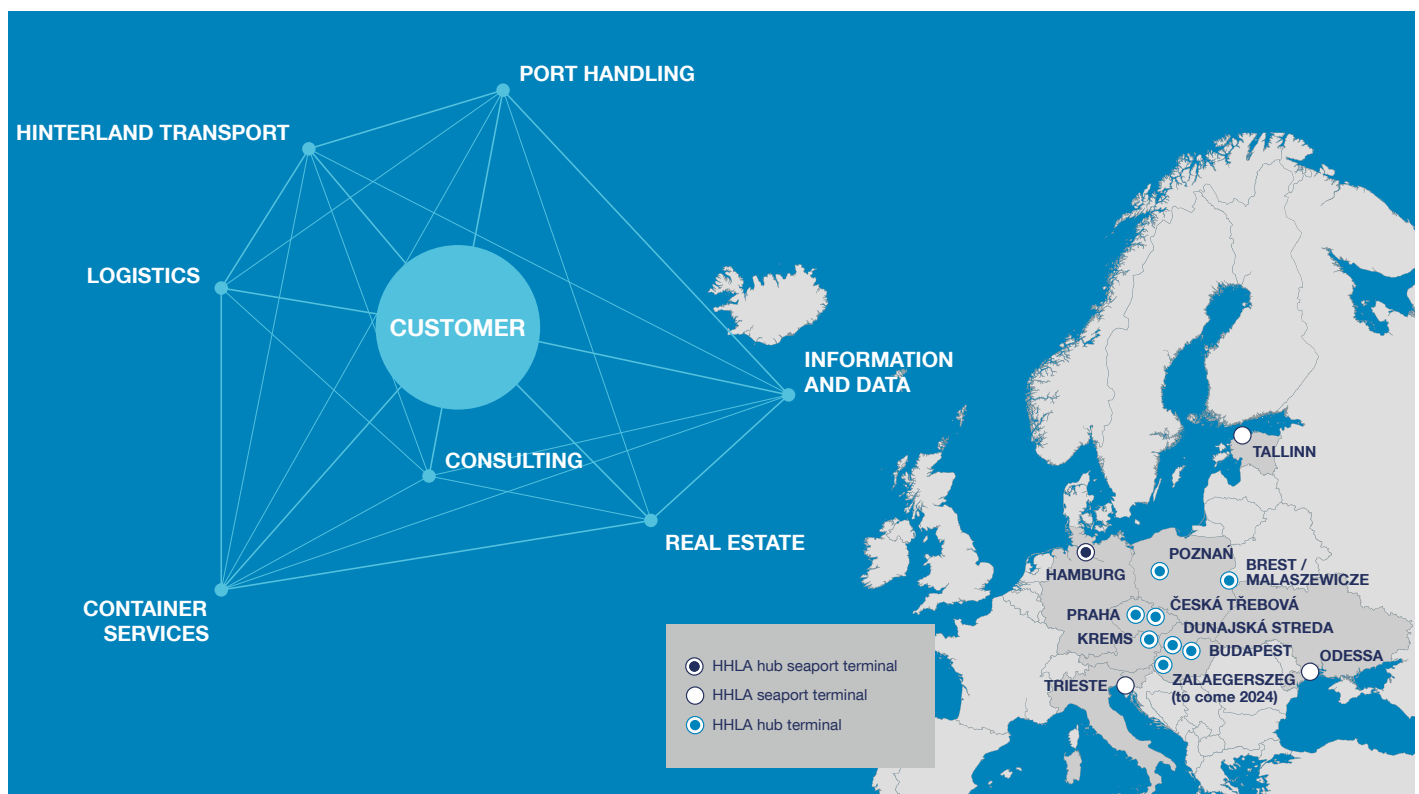 PORT HANDLING
HINTERLAND TRANSPORT
LOGISTICS
CUSTOMER
INFORMATION
AND DATA
CONSULTING
REAL ESTATE
CONTAINER
SERVICES
TALLINN
HAMBURG
POZNAŃ
BREST /
MALASZEWICZE
PRAHA
ČESKÁ TŘEBOVÁ
KREMS
DUNAJSKÁ STREDA
BUDAPEST
ODESSA
TRIESTE
ZALAEGERSZEG
(to come 2024)
HHLA hub seaport terminal
HHLA seaport terminal
HHLA hub terminal